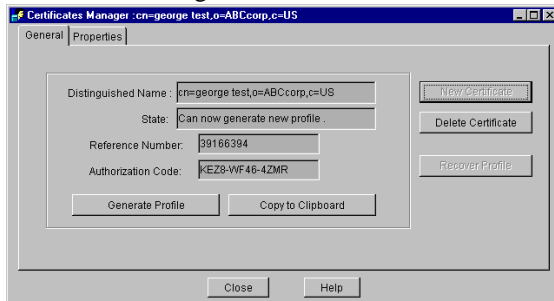 Certificates Manager :cn=george test,o=ABCcorp,c=US
General Properties
Distinguished Name : cn=george test,o=ABCcorp,c=US New Certificate
State: Can now generate new profile . Delete Certificate
Reference Number: 39166394
Authorization Code: KEZ8-WF46-4ZMR Recover Profile
Generate Profile Copy to Clipboard
Close Help